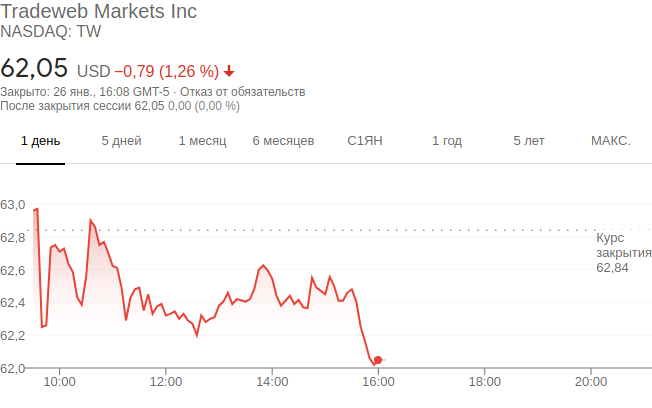 Tradeweb Markets Inc
NASDAQ: TW
62,05 USD −0,79 (1,26 %)
Закрыто: 26 янв., 16:08 GMT-5 · Отказ от обязательств
После закрытия сессии 62,05 0,00 (0,00 %)
1 день 5 дней 1 месяц 6 месяцев С1ЯН 1 год 5 лет МАКС.
63,0
62,8
Курс
закрытия
62,84
62,6
62,4
62,2
62,0
10:00 12:00 14:00 16:00 18:00 20:00